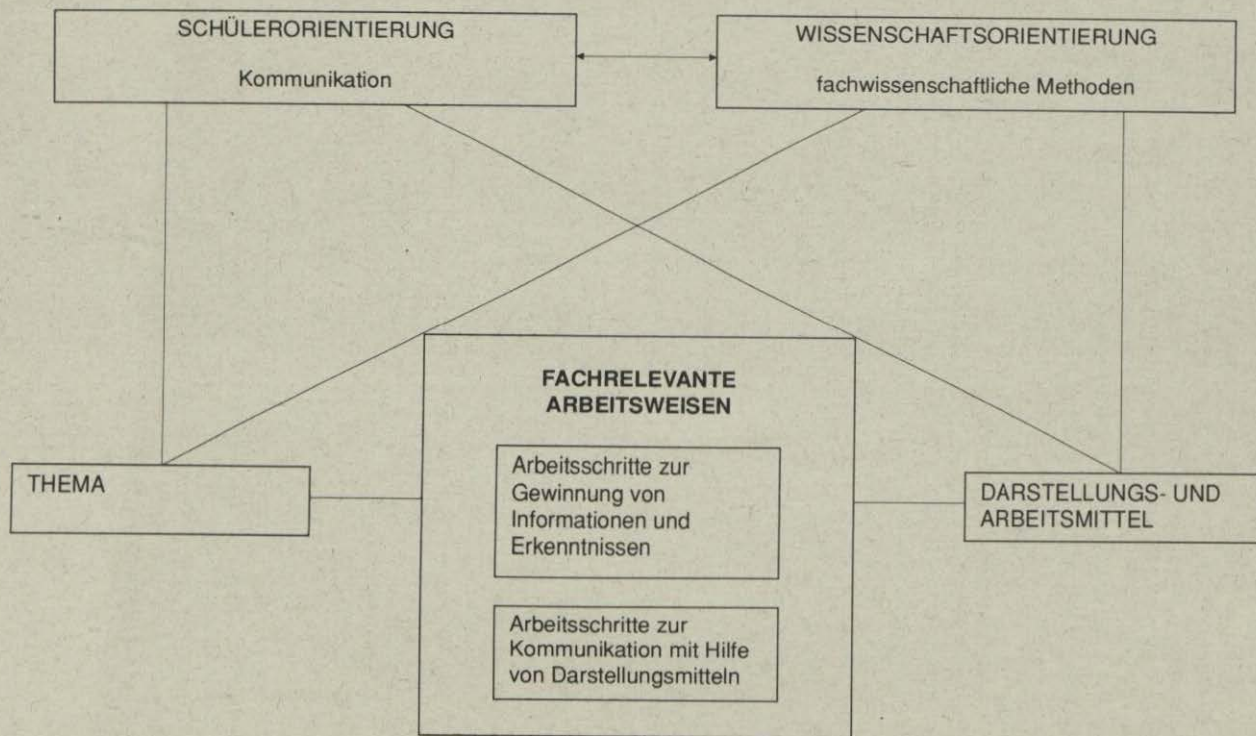 SCHÜLERORIENTIERUNG
Kommunikation
WISSENSCHAFTSORIENTIERUNG
fachwissenschaftliche Methoden
FACHRELEVANTE
ARBEITSWEISEN
THEMA
Arbeitsschritte zur
Gewinnung von
Informationen und
Erkenntnissen
DARSTELLUNGS- UND
ARBEITSMITTEL
Arbeitsschritte zur
Kommunikation mit Hilfe
von Darstellungsmitteln